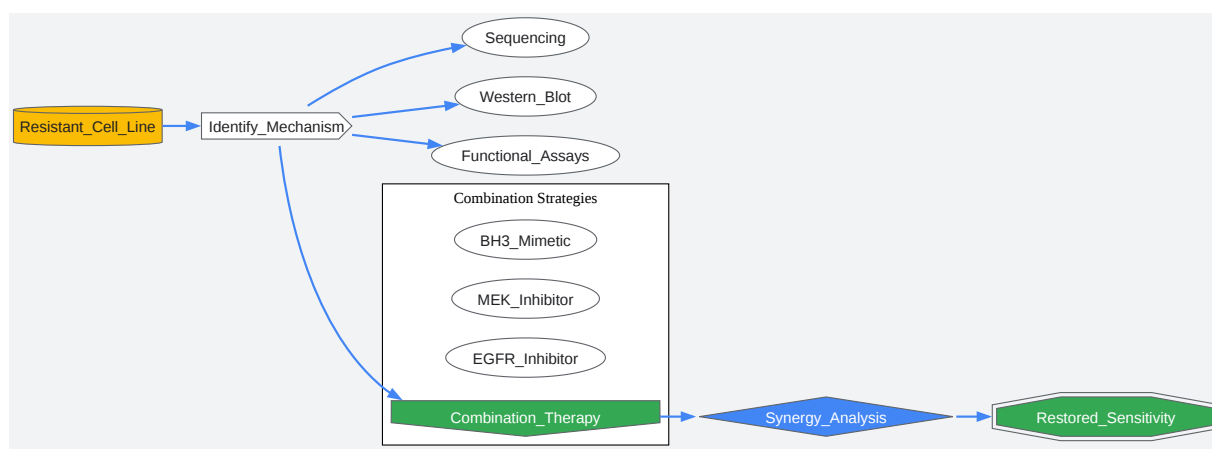 Sequencing
Western_Blot
Resistant_Cell_Line
Identify_Mechanism
Functional_Assays
Combination Strategies
BH3_Mimetic
MEK_Inhibitor
EGFR_Inhibitor
Combination_Therapy
Synergy_Analysis
Restored_Sensitivity